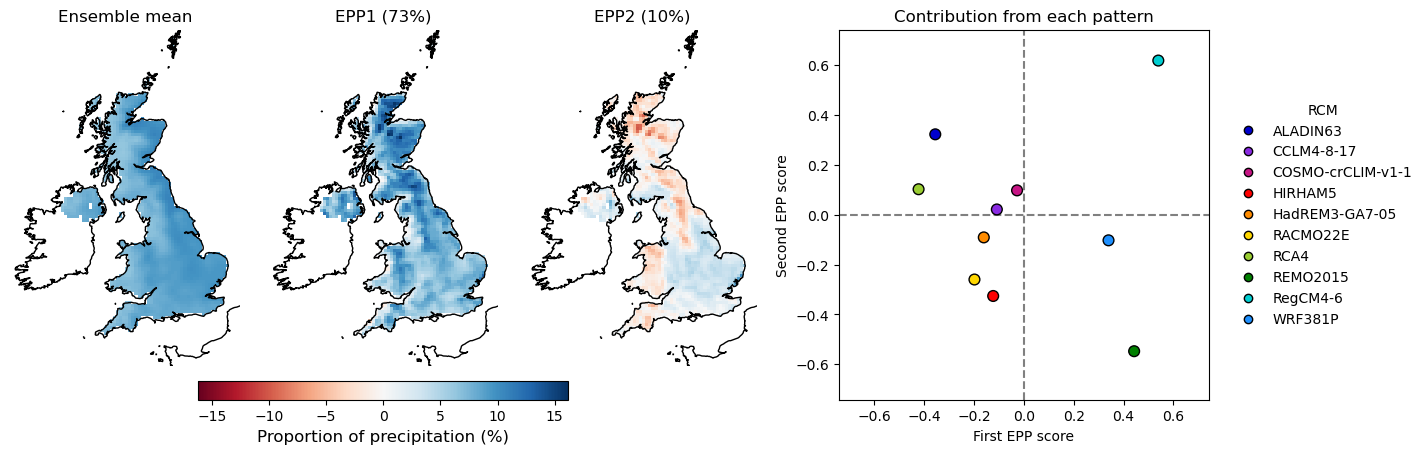 Ensemble mean
EPP1 (73%)
EPP2 (10%)
Contribution from each pattern
−15 −10 −5 0 5 10 15
Proportion of precipitation (%)
Second EPP score
0.6
0.4
0.2
0.0
−0.2
−0.4
−0.6
−0.6 −0.4 −0.2 0.0 0.2 0.4 0.6
First EPP score
RCM
ALADIN63
CCLM4-8-17
COSMO-crCLIM-v1-1
HIRHAM5
HadREM3-GA7-05
RACMO22E
RCA4
REMO2015
RegCM4-6
WRF381P